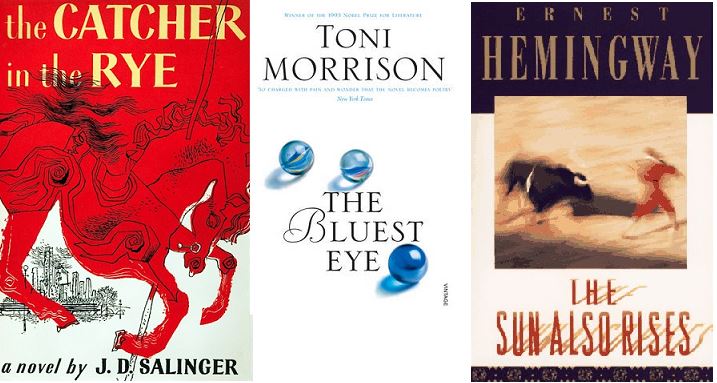 the CATCHER
in the RYE
a novel by J. D. SALINGER
WINNER OF THE 1993 NOBEL PRIZE FOR LITERATURE
TONI
MORRISON
'SO CHARGED WITH PAIN AND WONDER THAT THE NOVEL BECOMES POETRY'
New York Times
THE
BLUEST
EYE
VINTAGE
ERNEST
HEMINGWAY
THE
SUN ALSO RISES